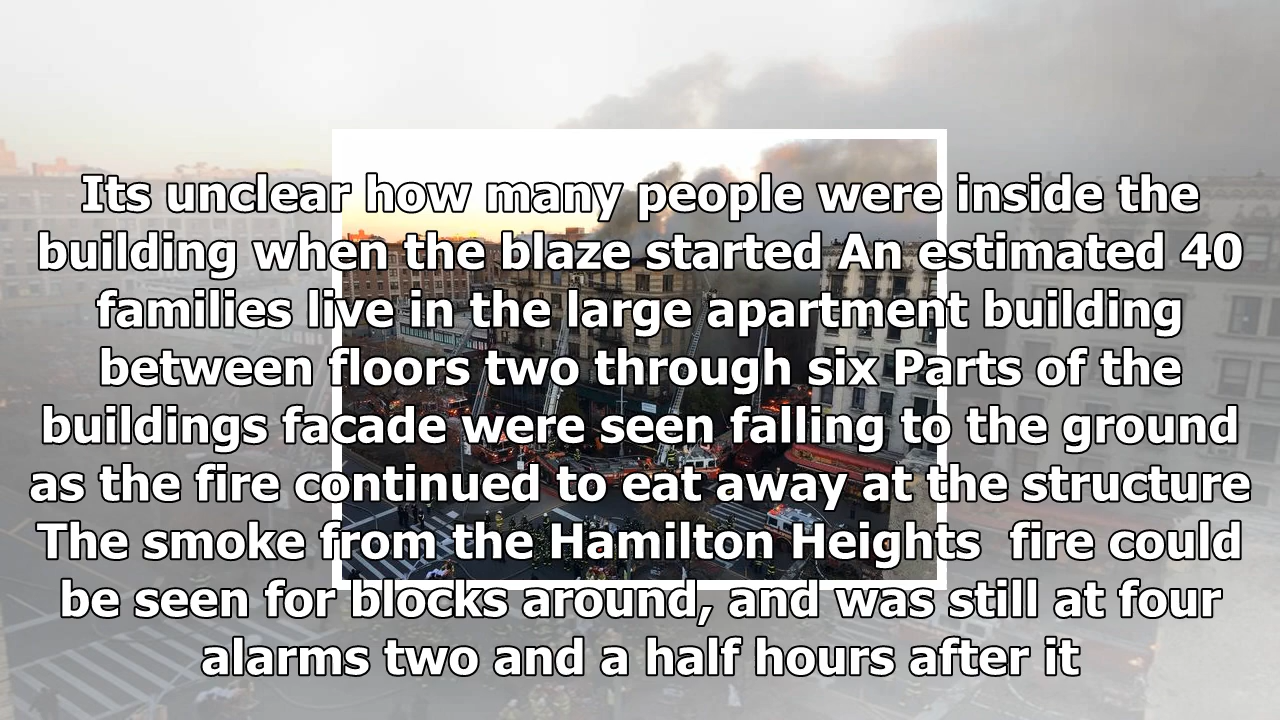 Its unclear how many people were inside the
building when the blaze started An estimated 40
families live in the large apartment building
between floors two through six Parts of the
buildings facade were seen falling to the ground
as the fire continued to eat away at the structure
The smoke from the Hamilton Heights  fire could
be seen for blocks around, and was still at four
alarms two and a half hours after it